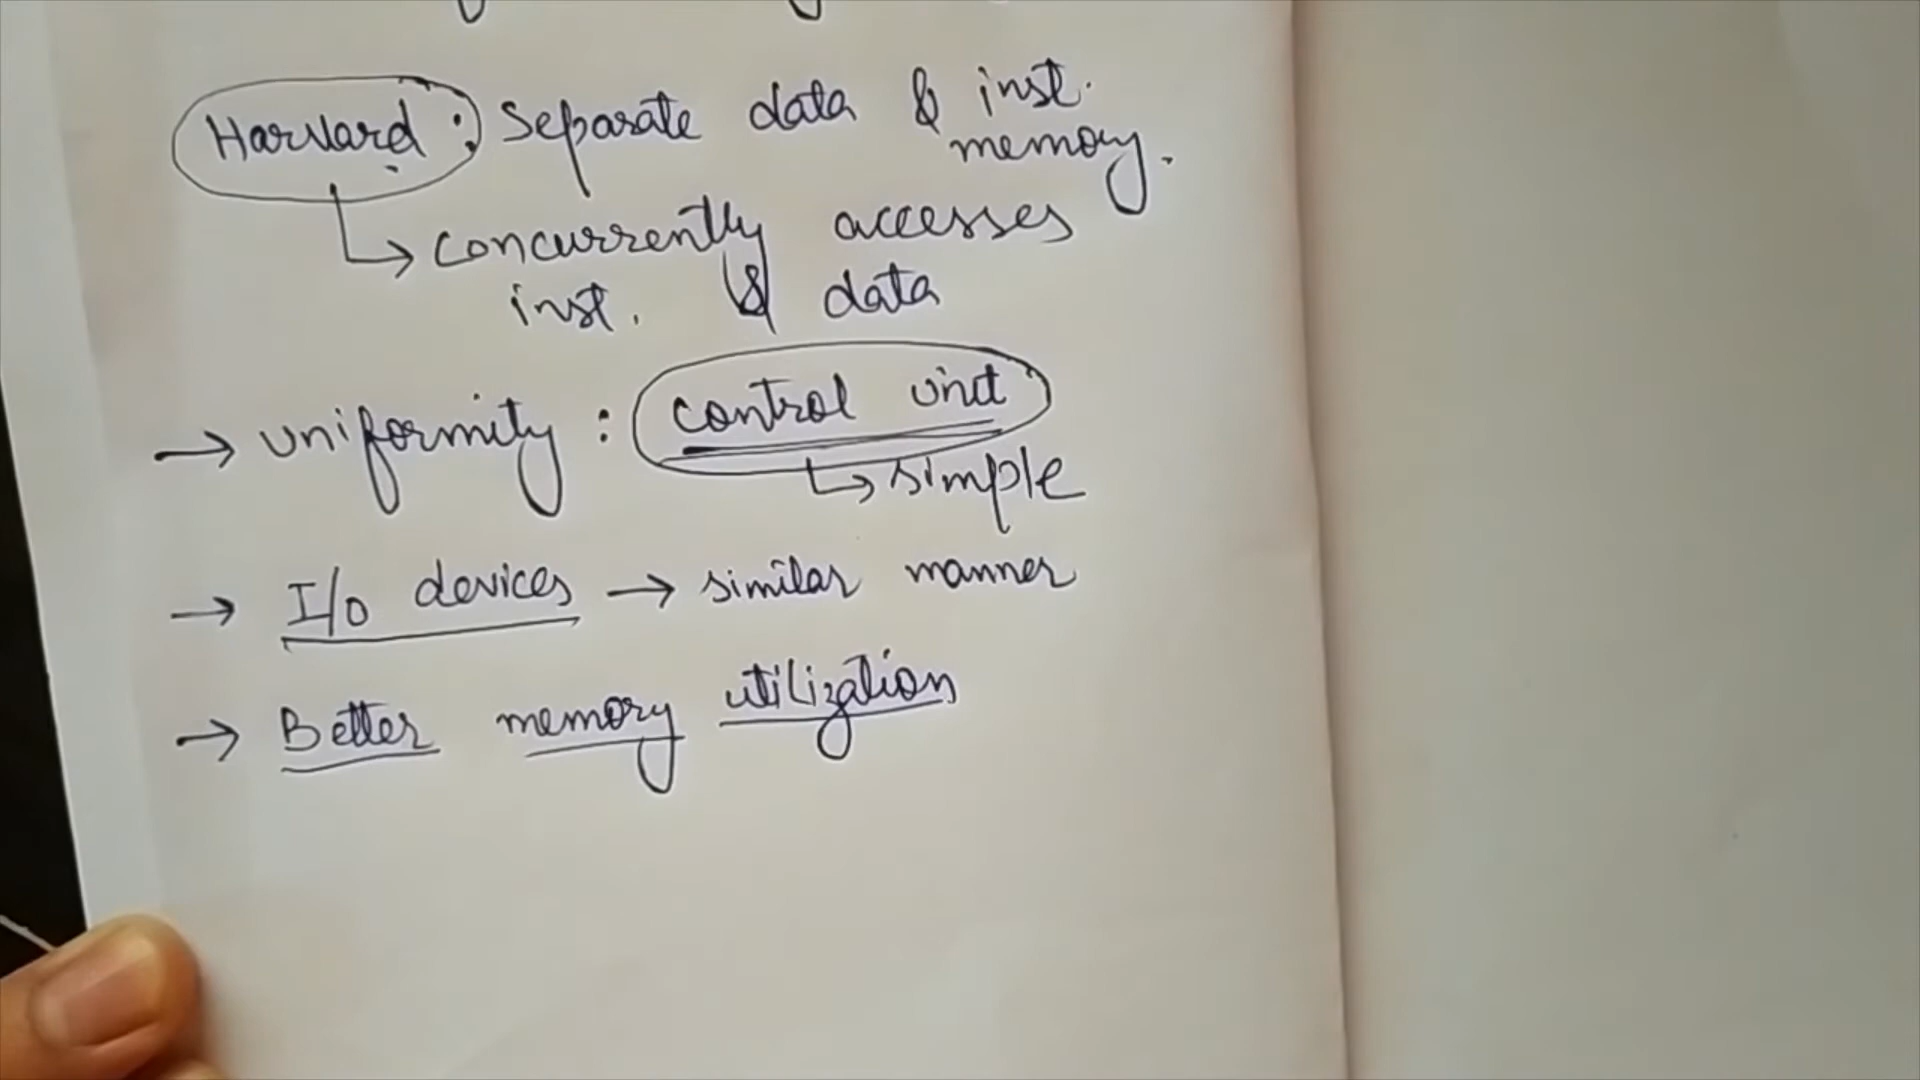 Harvard : Separate data & inst.
memory.
↳ concurrently accesses
inst. & data
→ uniformity : control unit
↳ simple
→ I/o devices → similar manner
→ Better memory utilization